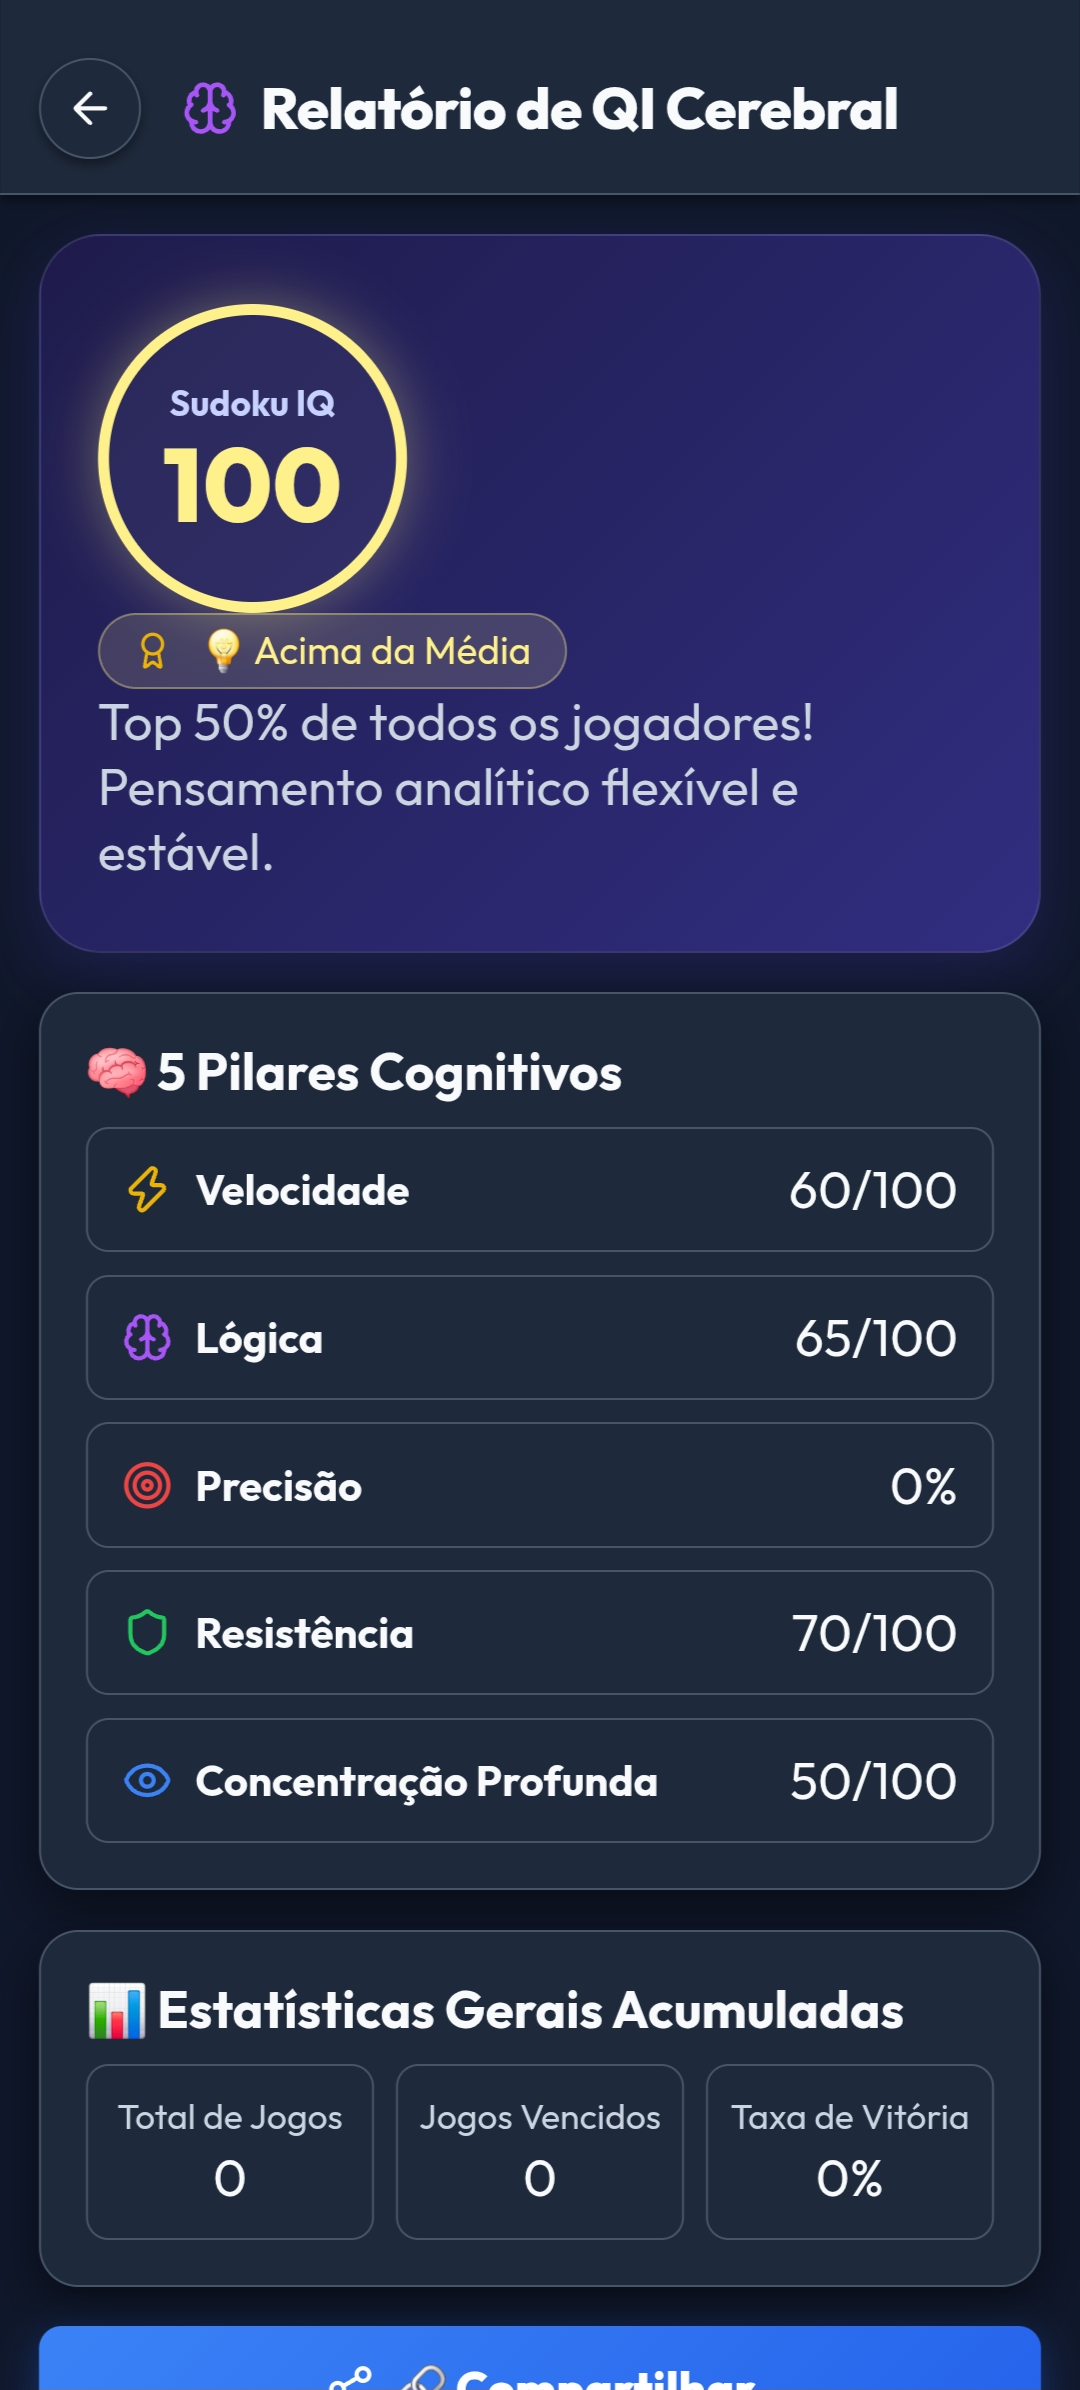 Relatório de QI Cerebral
Sudoku IQ
100
💡 Acima da Média
Top 50% de todos os jogadores!
Pensamento analítico flexível e
estável.
🧠 5 Pilares Cognitivos
Velocidade 60/100
Lógica 65/100
Precisão 0%
Resistência 70/100
Concentração Profunda 50/100
📊 Estatísticas Gerais Acumuladas
Total de Jogos
0
Jogos Vencidos
0
Taxa de Vitória
0%
Compartilhar